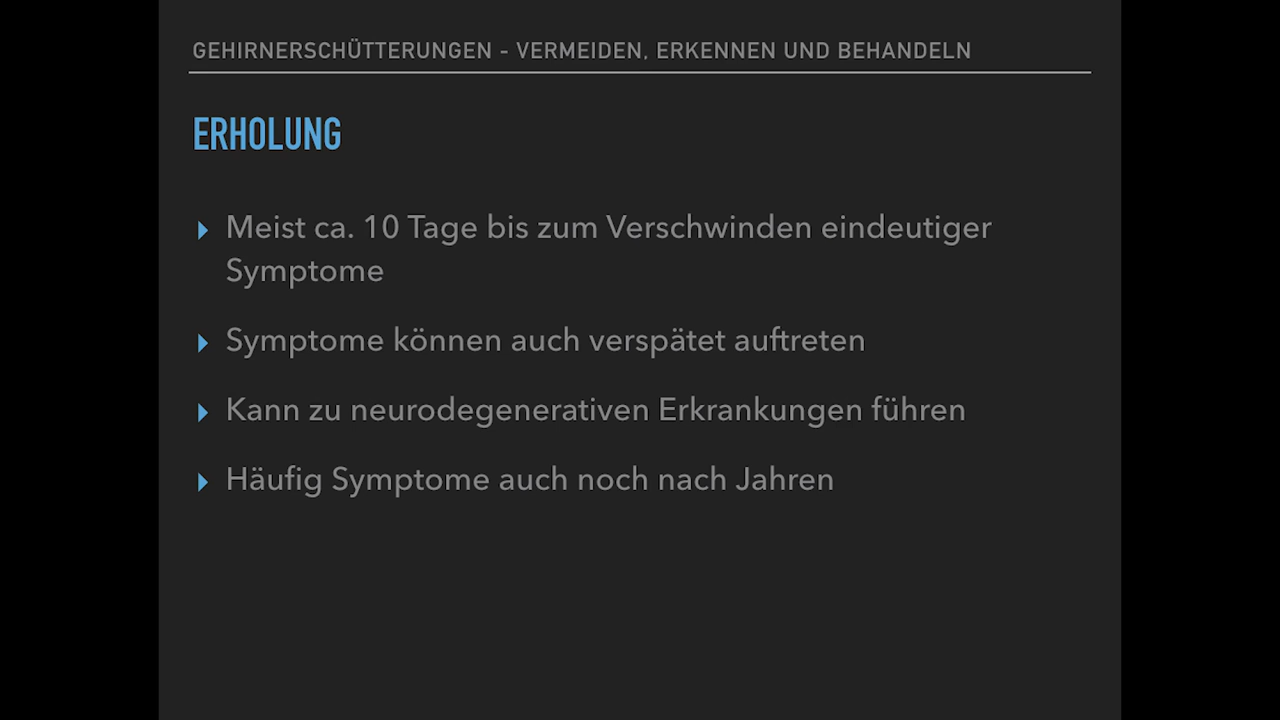 GEHIRNERSCHÜTTERUNGEN - VERMEIDEN, ERKENNEN UND BEHANDELN
ERHOLUNG
Meist ca. 10 Tage bis zum Verschwinden eindeutiger
Symptome
Symptome können auch verspätet auftreten
Kann zu neurodegenerativen Erkrankungen führen
Häufig Symptome auch noch nach Jahren